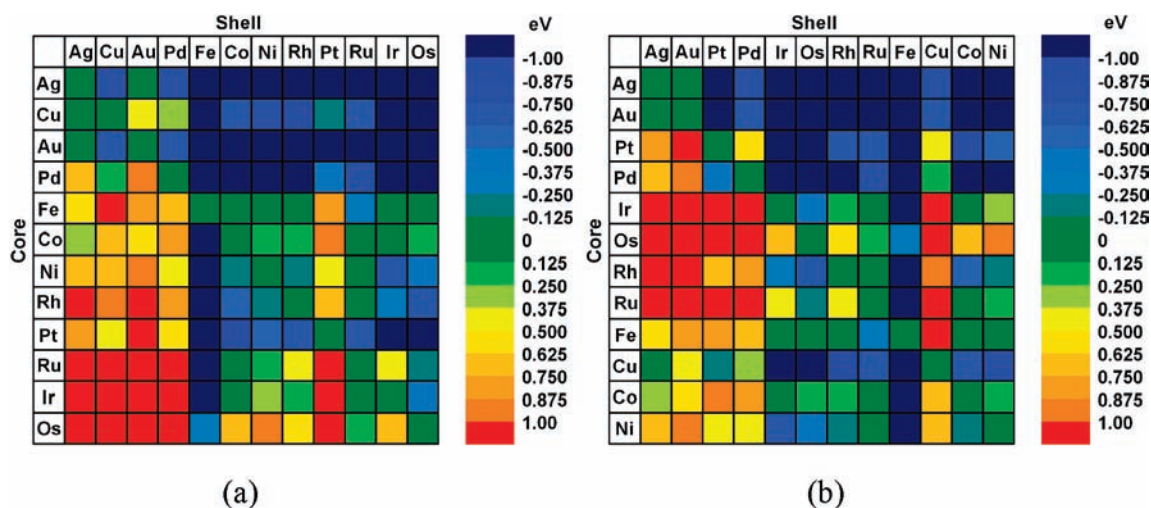 Shell
eV
Ag Cu Au Pd Fe Co Ni Rh Pt Ru Ir Os
Core
Ag
Cu
Au
Pd
Fe
Co
Ni
Rh
Pt
Ru
Ir
Os
-1.00
-0.875
-0.750
-0.625
-0.500
-0.375
-0.250
-0.125
0
0.125
0.250
0.375
0.500
0.625
0.750
0.875
1.00
(a)
Shell
eV
Ag Au Pt Pd Ir Os Rh Ru Fe Cu Co Ni
Core
Ag
Au
Pt
Pd
Ir
Os
Rh
Ru
Fe
Cu
Co
Ni
-1.00
-0.875
-0.750
-0.625
-0.500
-0.375
-0.250
-0.125
0
0.125
0.250
0.375
0.500
0.625
0.750
0.875
1.00
(b)